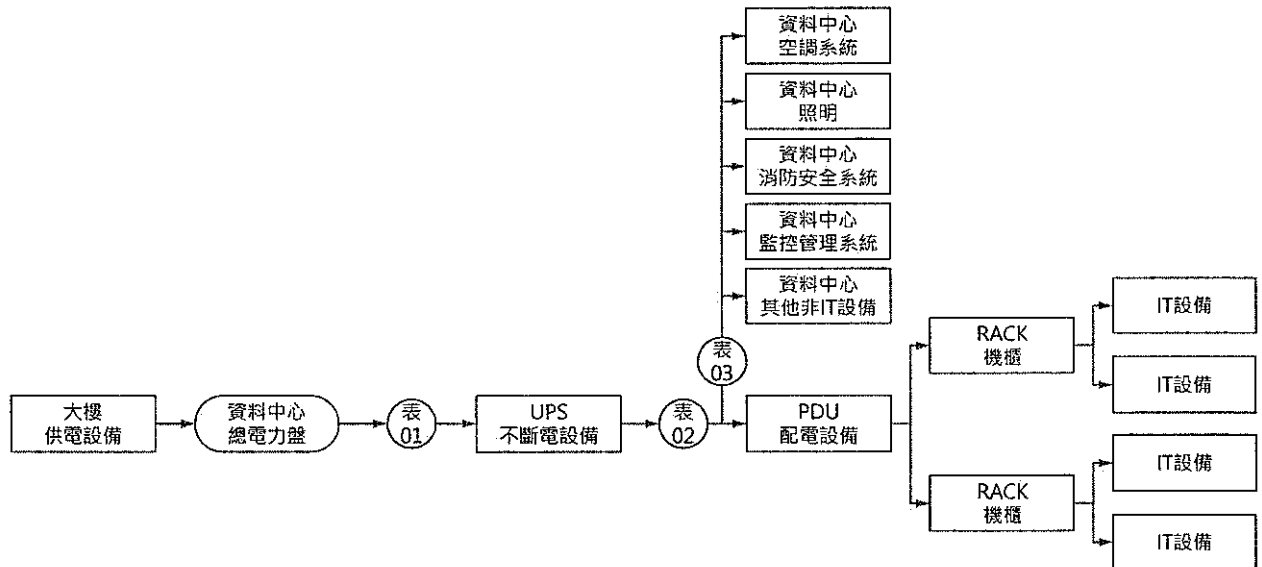 資料中心
空調系統
資料中心
照明
資料中心
消防安全系統
資料中心
監控管理系統
資料中心
其他非IT設備
表
03
大樓
供電設備
資料中心
總電力盤
表
01
UPS
不斷電設備
表
02
PDU
配電設備
RACK
機櫃
IT設備
IT設備
RACK
機櫃
IT設備
IT設備